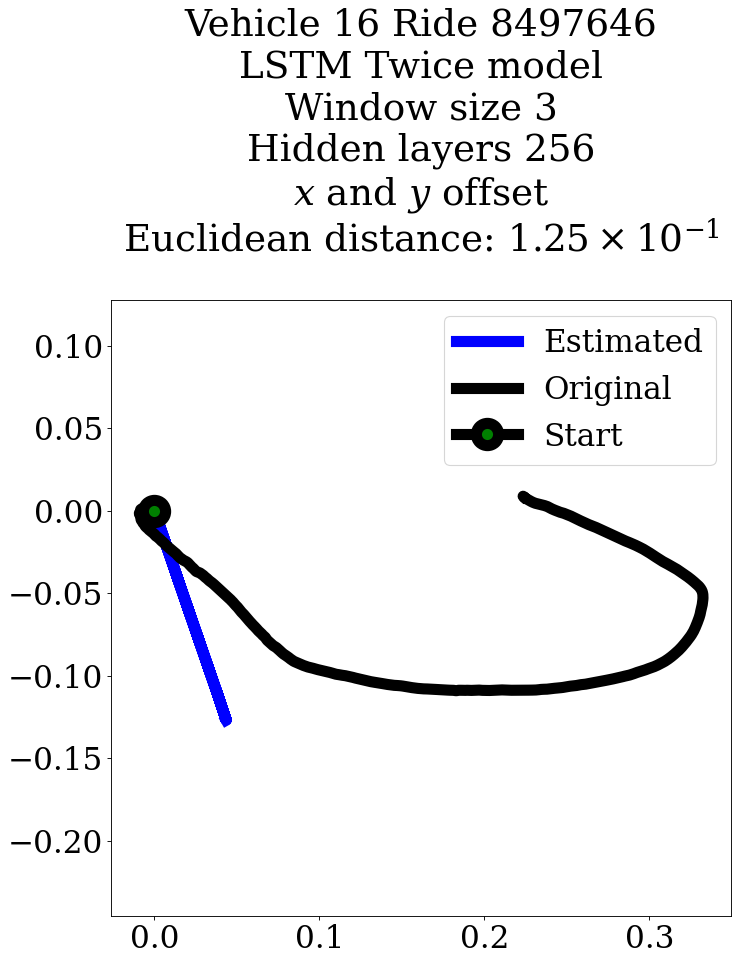 Vehicle 16 Ride 8497646
LSTM Twice model
Window size 3
Hidden layers 256
x and y offset
Euclidean distance: 1.25 × 10⁻¹
Estimated
Original
Start
0.10
0.05
0.00
−0.05
−0.10
−0.15
−0.20
0.0 0.1 0.2 0.3